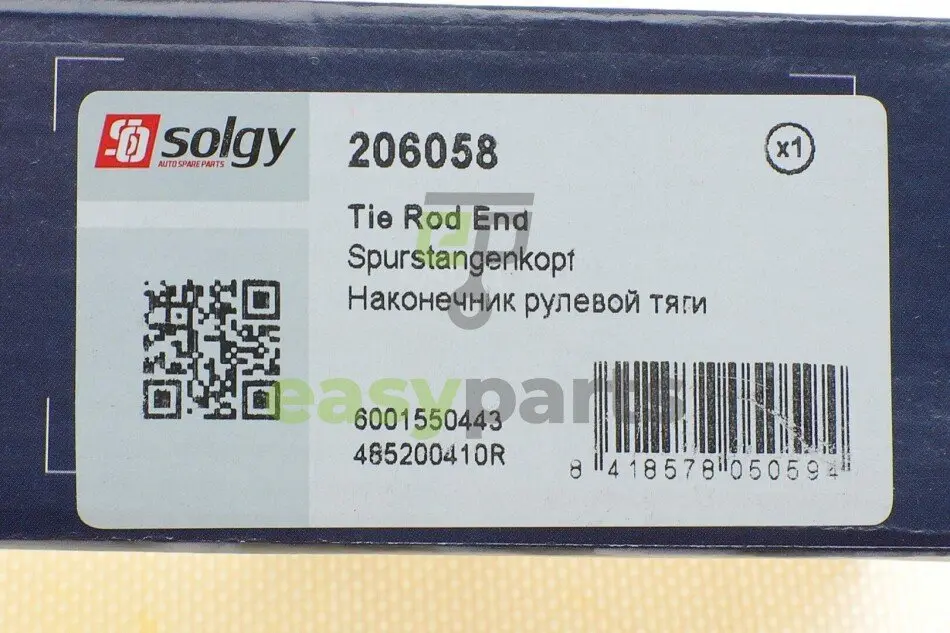 solgy
AUTO SPARE PARTS
206058
x1
Tie Rod End
Spurstangenkopf
Наконечник рулевой тяги
easyparts
6001550443
485200410R
8 418578 050594